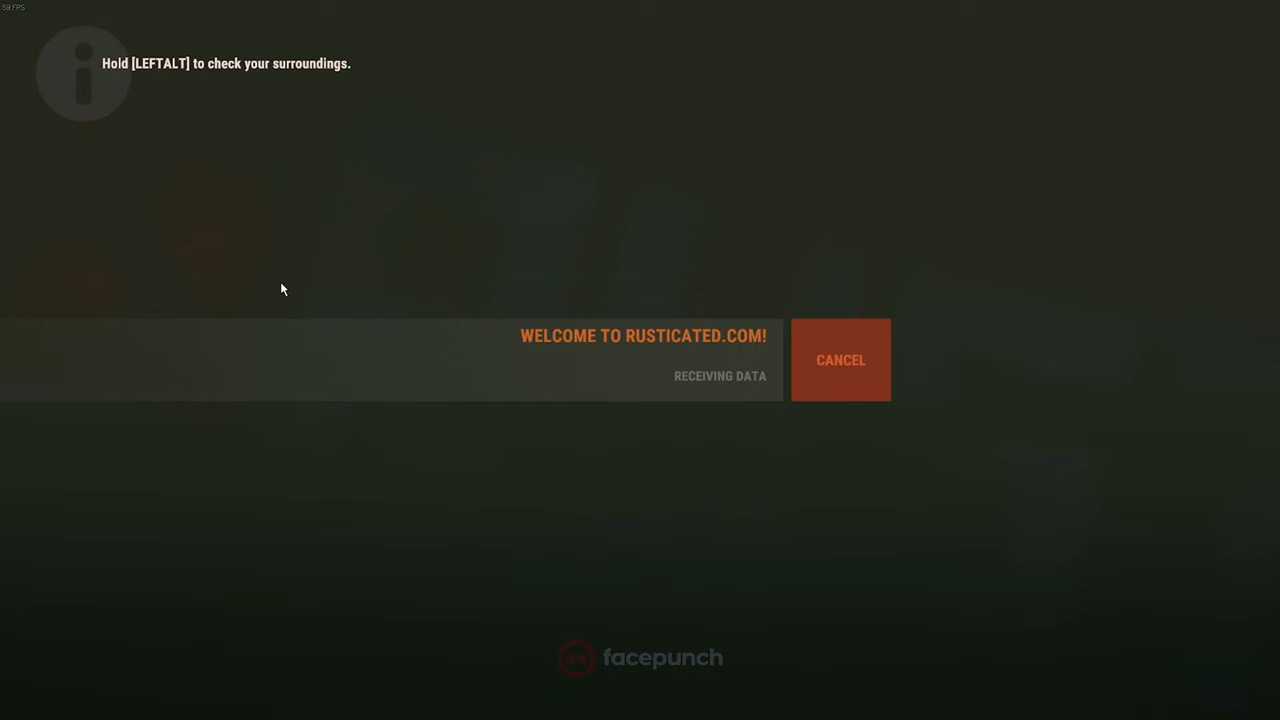 59 FPS
Hold [LEFTALT] to check your surroundings.
WELCOME TO RUSTICATED.COM!
RECEIVING DATA
CANCEL
facepunch